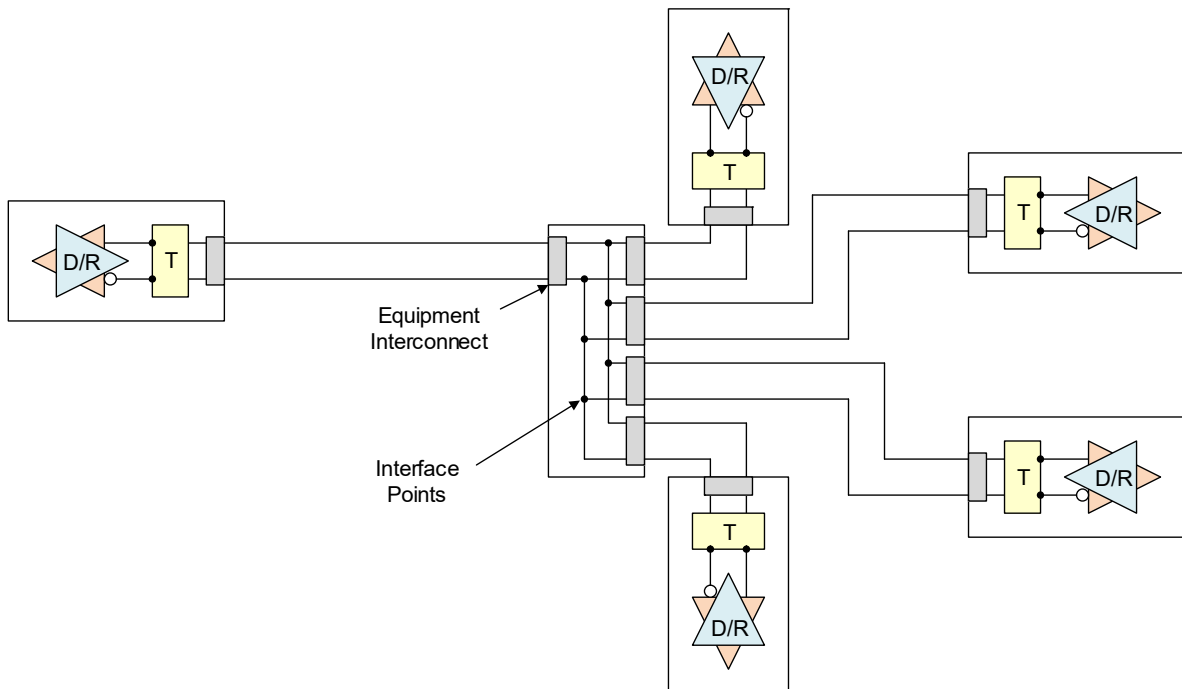 D/R
T
D/R
T
D/R
T
Equipment
Interconnect
Interface
Points
T
D/R
T
D/R